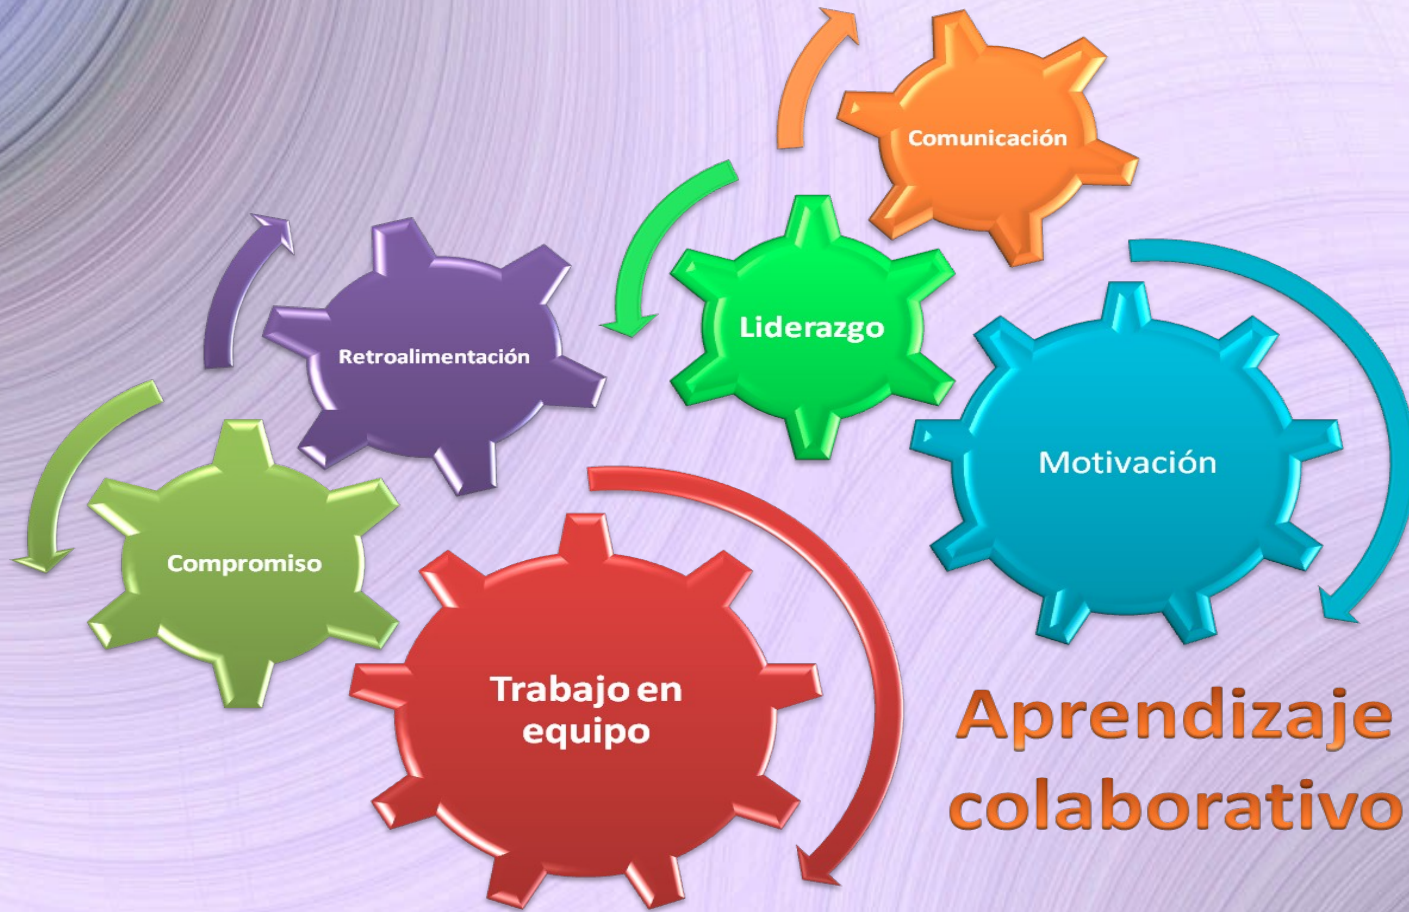 Comunicación
Liderazgo
Retroalimentación
Motivación
Compromiso
Trabajo en
equipo
Aprendizaje
colaborativo